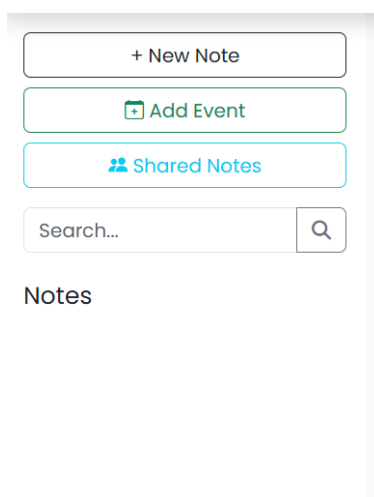 + New Note
Add Event
Shared Notes
Search...
Notes